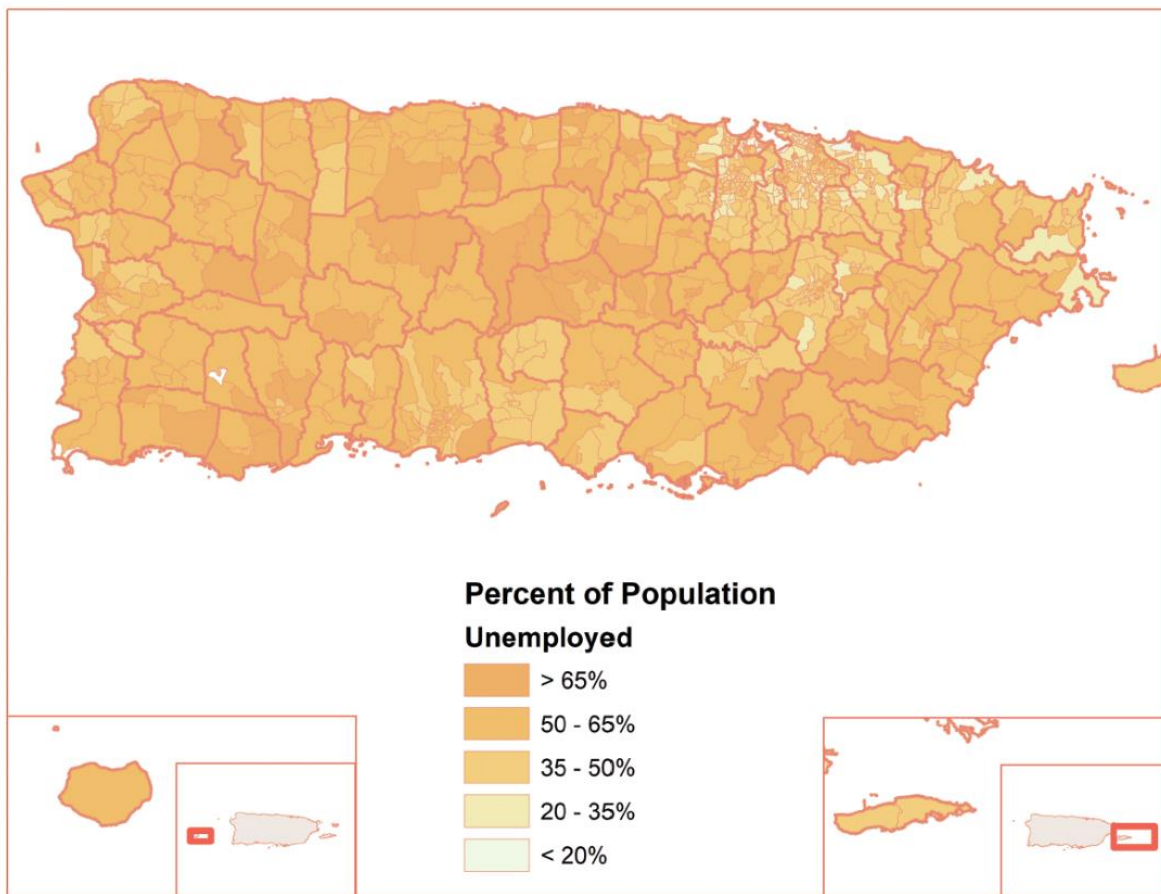 Percent of Population
Unemployed
> 65%
50 - 65%
35 - 50%
20 - 35%
< 20%